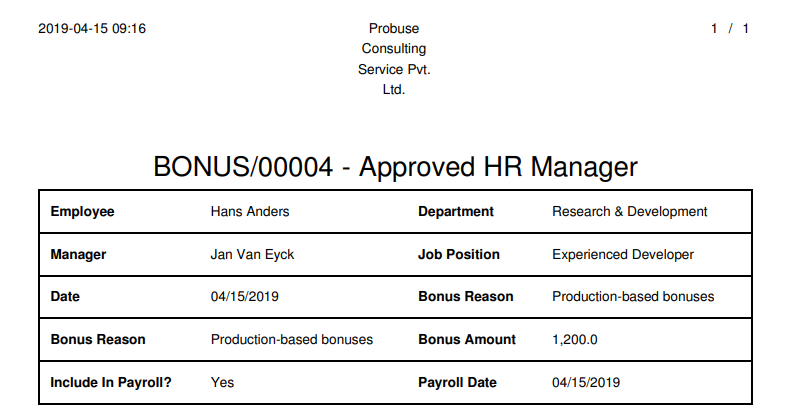 2019-04-15 09:16 Probuse 1 / 1
Consulting
Service Pvt.
Ltd.
BONUS/00004 - Approved HR Manager
Employee Hans Anders Department Research & Development
Manager Jan Van Eyck Job Position Experienced Developer
Date 04/15/2019 Bonus Reason Production-based bonuses
Bonus Reason Production-based bonuses Bonus Amount 1,200.0
Include In Payroll? Yes Payroll Date 04/15/2019